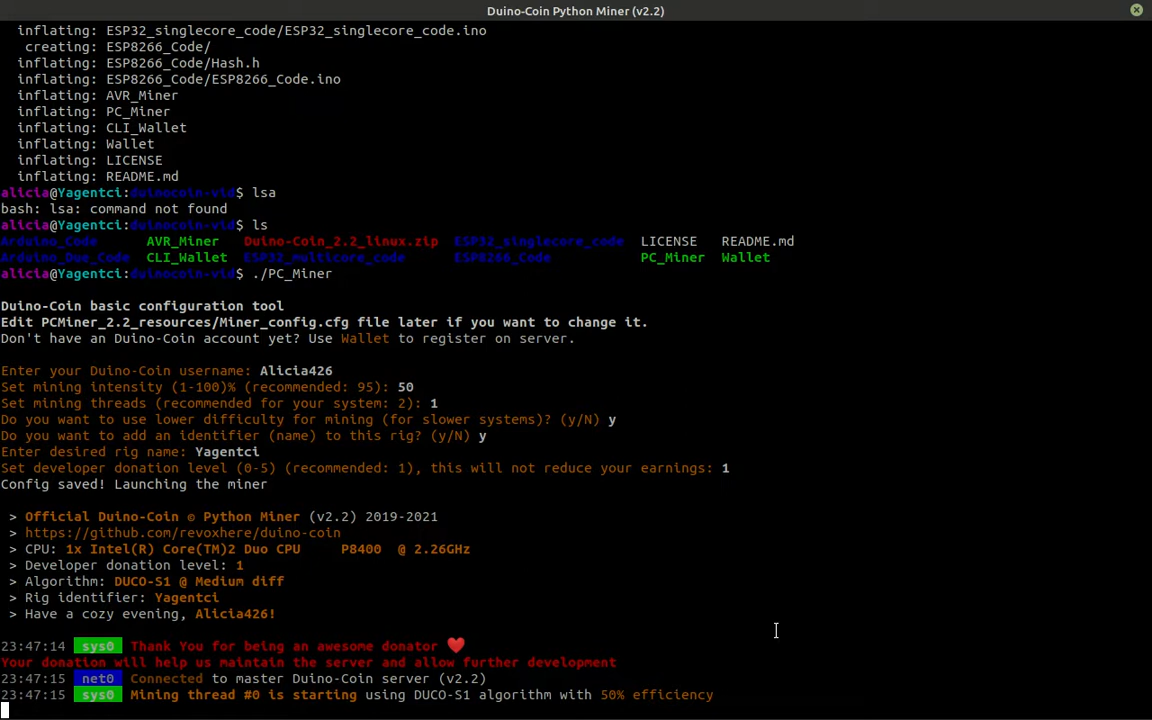 Duino-Coin Python Miner (v2.2)
inflating: ESP32_singlecore_code/ESP32_singlecore_code.ino
creating: ESP8266_Code/
inflating: ESP8266_Code/Hash.h
inflating: ESP8266_Code/ESP8266_Code.ino
inflating: AVR_Miner
inflating: PC_Miner
inflating: CLI_Wallet
inflating: Wallet
inflating: LICENSE
inflating: README.md
alicia@Yagentci:duinocoin-vid$ lsa
bash: lsa: command not found
alicia@Yagentci:duinocoin-vid$ ls
Arduino_Code AVR_Miner Duino-Coin_2.2_linux.zip ESP32_singlecore_code LICENSE README.md
Arduino_Due_Code CLI_Wallet ESP32_multicore_code ESP8266_Code PC_Miner Wallet
alicia@Yagentci:duinocoin-vid$ ./PC_Miner
Duino-Coin basic configuration tool
Edit PCMiner_2.2_resources/Miner_config.cfg file later if you want to change it.
Don't have an Duino-Coin account yet? Use Wallet to register on server.
Enter your Duino-Coin username: Alicia426
Set mining intensity (1-100)% (recommended: 95): 50
Set mining threads (recommended for your system: 2): 1
Do you want to use lower difficulty for mining (for slower systems)? (y/N) y
Do you want to add an identifier (name) to this rig? (y/N) y
Enter desired rig name: Yagentci
Set developer donation level (0-5) (recommended: 1), this will not reduce your earnings: 1
Config saved! Launching the miner
> Official Duino-Coin © Python Miner (v2.2) 2019-2021
> https://github.com/revoxhere/duino-coin
> CPU: 1x Intel(R) Core(TM)2 Duo CPU P8400 @ 2.26GHz
> Developer donation level: 1
> Algorithm: DUCO-S1 @ Medium diff
> Rig identifier: Yagentci
> Have a cozy evening, Alicia426!
23:47:14 sys0 Thank You for being an awesome donator ❤
Your donation will help us maintain the server and allow further development
23:47:15 net0 Connected to master Duino-Coin server (v2.2)
23:47:15 sys0 Mining thread #0 is starting using DUCO-S1 algorithm with 50% efficiency